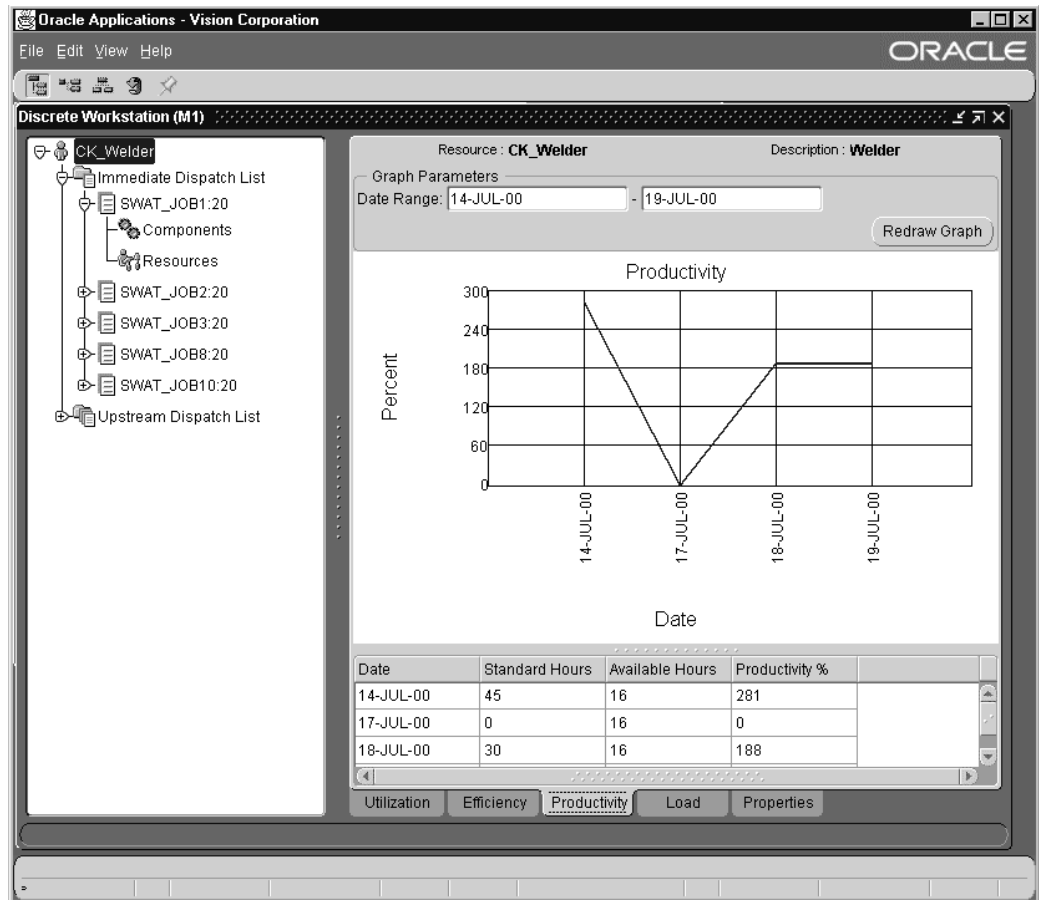 Oracle Applications - Vision Corporation
File Edit View Help
ORACLE
Discrete Workstation (M1)
CK_Welder
Immediate Dispatch List
SWAT_JOB1:20
Components
Resources
SWAT_JOB2:20
SWAT_JOB3:20
SWAT_JOB8:20
SWAT_JOB10:20
Upstream Dispatch List
Resource : CK_Welder Description : Welder
Graph Parameters
Date Range: 14-JUL-00 - 19-JUL-00
Redraw Graph
Productivity
Percent
300
240
180
120
60
0
14-JUL-00
17-JUL-00
18-JUL-00
19-JUL-00
Date
Date Standard Hours Available Hours Productivity %
14-JUL-00 45 16 281
17-JUL-00 0 16 0
18-JUL-00 30 16 188
Utilization Efficiency Productivity Load Properties